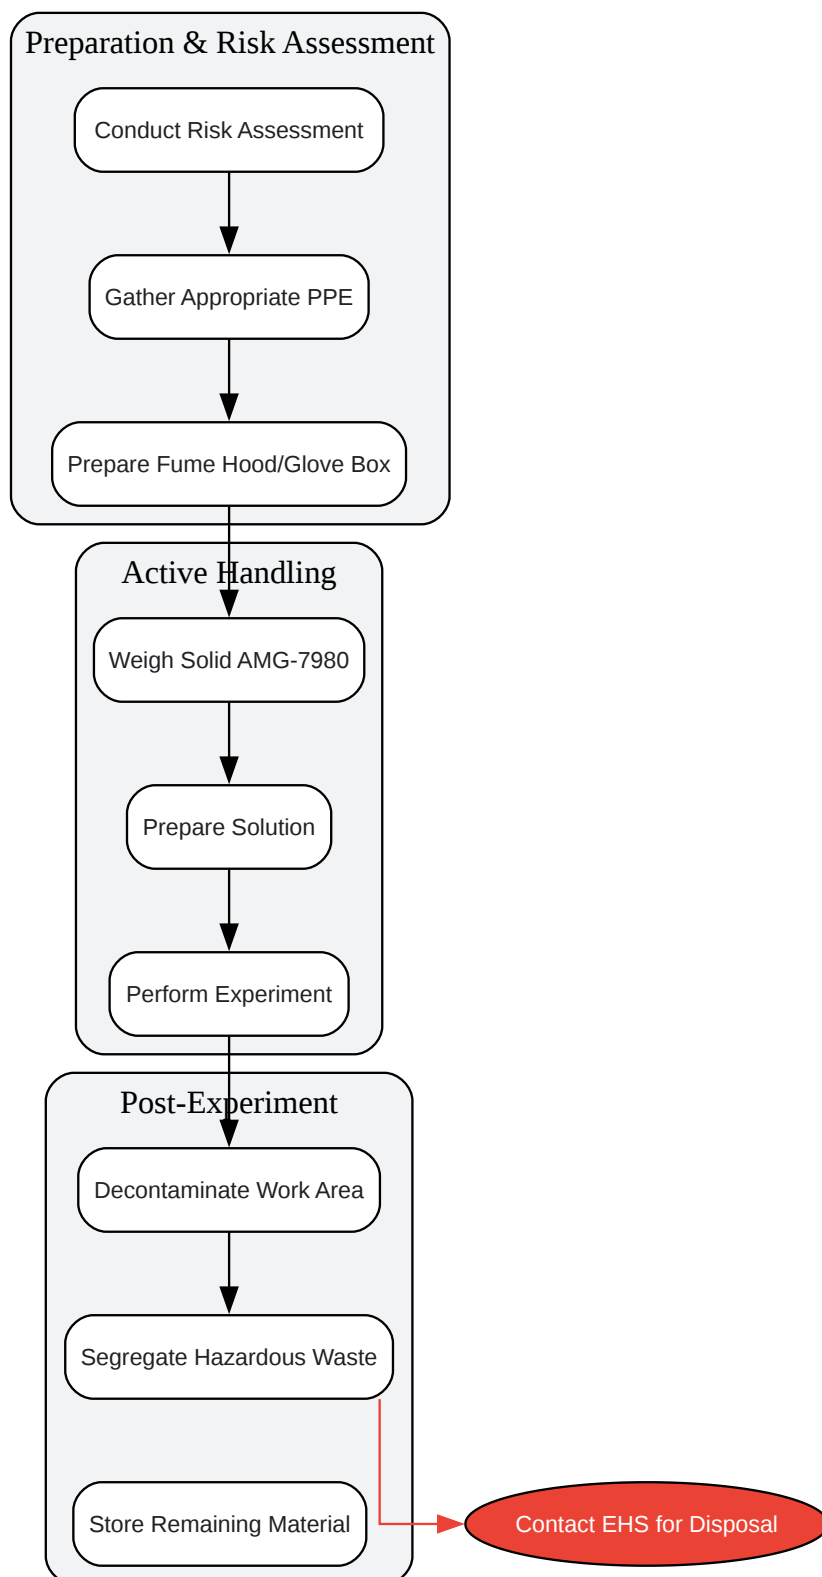 Preparation & Risk Assessment
Conduct Risk Assessment
Gather Appropriate PPE
Prepare Fume Hood/Glove Box
Active Handling
Weigh Solid AMG-7980
Prepare Solution
Perform Experiment
Post-Experiment
Decontaminate Work Area
Segregate Hazardous Waste
Store Remaining Material
Contact EHS for Disposal